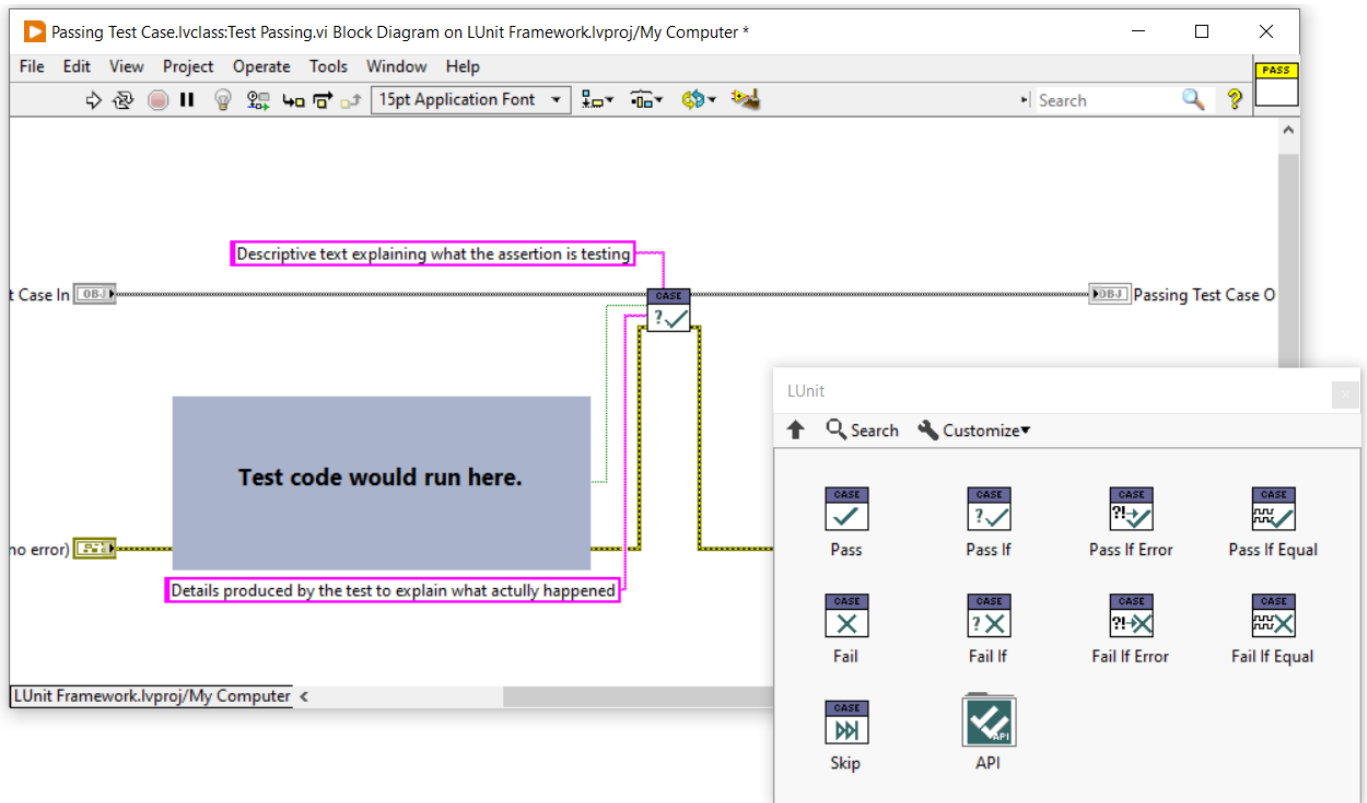 Passing Test Case.lvclass:Test Passing.vi Block Diagram on LUnit Framework.lvproj/My Computer *
File Edit View Project Operate Tools Window Help
PASS
15pt Application Font
Search
Descriptive text explaining what the assertion is testing
t Case In OBJ
CASE
?
OBJ Passing Test Case O
Test code would run here.
no error)
Details produced by the test to explain what actully happened
LUnit Framework.lvproj/My Computer
LUnit
Search Customize
CASE CASE CASE CASE
? ?!
Pass Pass If Pass If Error Pass If Equal
CASE CASE CASE CASE
? ?!
Fail Fail If Fail If Error Fail If Equal
CASE
API
Skip API